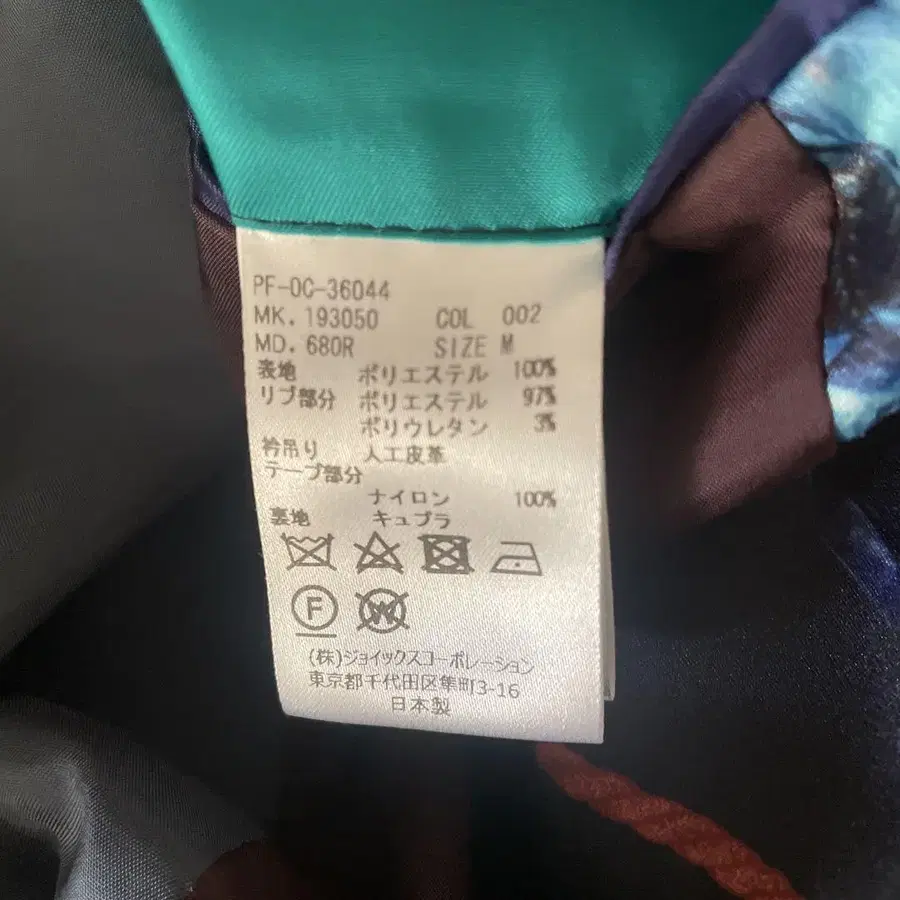 PF-OC-36044
MK. 193050 COL 002
MD. 680R SIZE M
表地 ポリエステル 100%
リブ部分 ポリエステル 97%
ポリウレタン 3%
衿吊り 人工皮革
テープ部分
ナイロン 100%
裏地 キュプラ
F
W
(株)ジョイックスコーポレーション
東京都千代田区隼町3-16
日本製